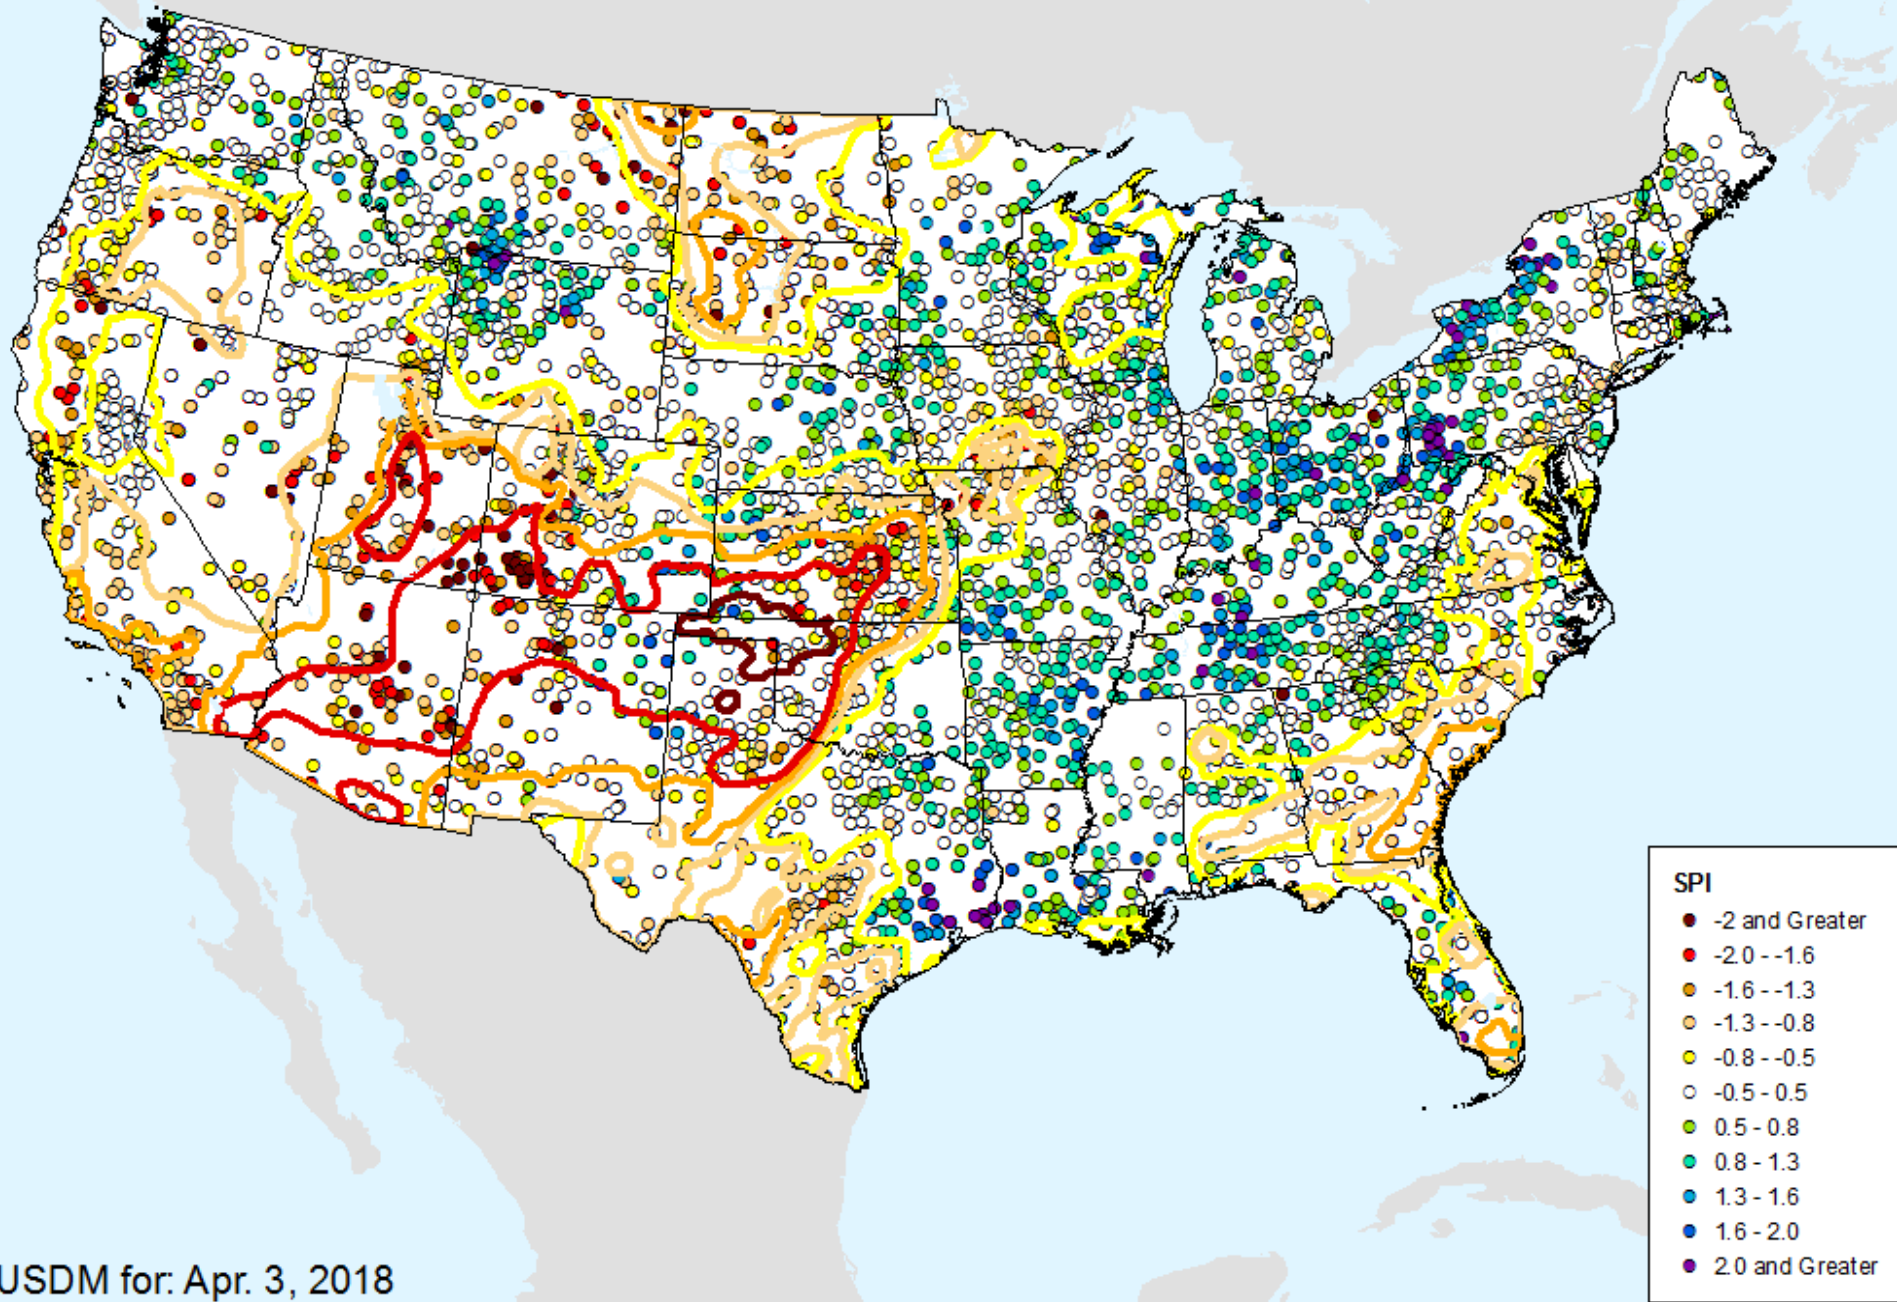 SPI
-2 and Greater
-2.0 - -1.6
-1.6 - -1.3
-1.3 - -0.8
-0.8 - -0.5
-0.5 - 0.5
0.5 - 0.8
0.8 - 1.3
1.3 - 1.6
1.6 - 2.0
2.0 and Greater
USDM for: Apr. 3, 2018